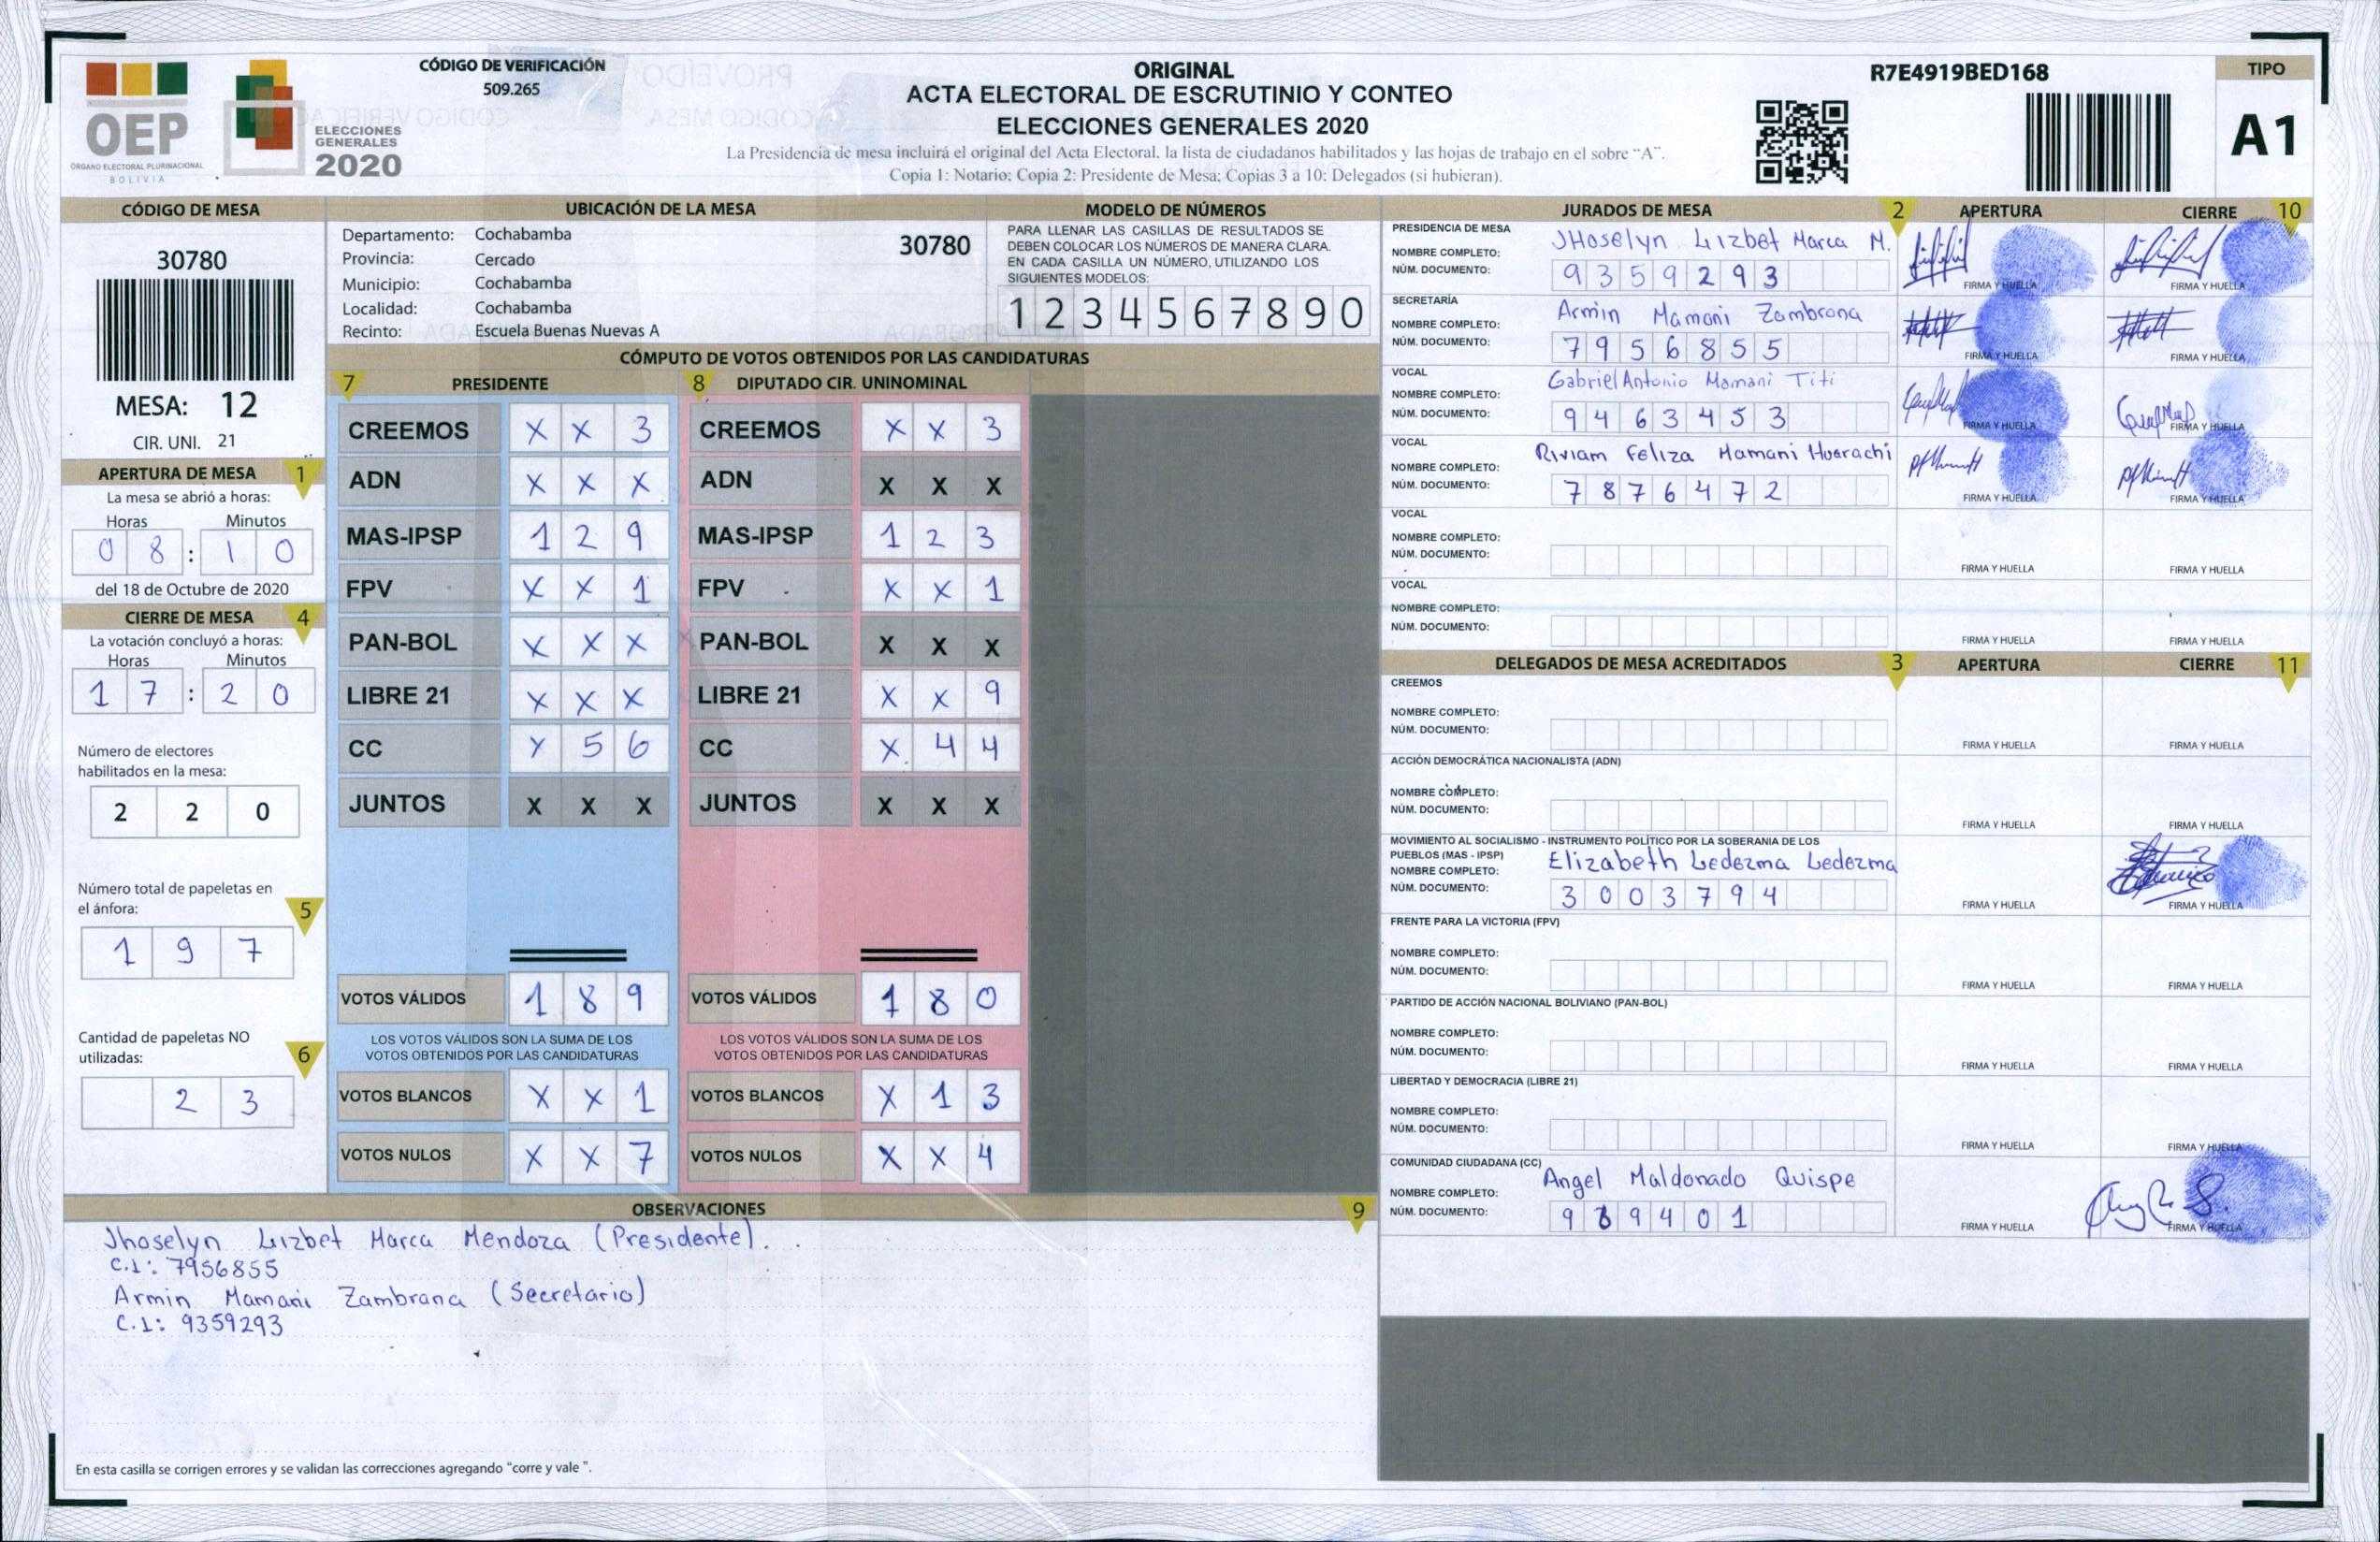 OEP
ÓRGANO ELECTORAL PLURINACIONAL
BOLIVIA
ELECCIONES
GENERALES
2020
CÓDIGO DE VERIFICACIÓN
509.265
ORIGINAL
ACTA ELECTORAL DE ESCRUTINIO Y CONTEO
ELECCIONES GENERALES 2020
La Presidencia de mesa incluirá el original del Acta Electoral, la lista de ciudadanos habilitados y las hojas de trabajo en el sobre "A".
Copia 1: Notario; Copia 2: Presidente de Mesa; Copias 3 a 10: Delegados (si hubieran).
R7E4919BED168
TIPO
A1
CÓDIGO DE MESA
30780
MESA: 12
CIR. UNI. 21
APERTURA DE MESA 1
La mesa se abrió a horas:
Horas Minutos
08:10
del 18 de Octubre de 2020
CIERRE DE MESA 4
La votación concluyó a horas:
Horas Minutos
17:20
Número de electores
habilitados en la mesa:
2 2 0
Número total de papeletas en
el ánfora: 5
1 9 7
Cantidad de papeletas NO
utilizadas: 6
2 3
UBICACIÓN DE LA MESA
Departamento: Cochabamba
30780
Provincia: Cercado
Municipio: Cochabamba
Localidad: Cochabamba
Recinto: Escuela Buenas Nuevas A
MODELO DE NÚMEROS
PARA LLENAR LAS CASILLAS DE RESULTADOS SE
DEBEN COLOCAR LOS NÚMEROS DE MANERA CLARA.
EN CADA CASILLA UN NÚMERO, UTILIZANDO LOS
SIGUIENTES MODELOS:
1 2 3 4 5 6 7 8 9 0
CÓMPUTO DE VOTOS OBTENIDOS POR LAS CANDIDATURAS
7 PRESIDENTE
CREEMOS X X 3
ADN X X X
MAS-IPSP 1 2 9
FPV X X 1
PAN-BOL X X X
LIBRE 21 X X X
CC X 5 6
JUNTOS X X X
VOTOS VÁLIDOS 1 8 9
LOS VOTOS VÁLIDOS SON LA SUMA DE LOS
VOTOS OBTENIDOS POR LAS CANDIDATURAS
VOTOS BLANCOS X X 1
VOTOS NULOS X X 7
8 DIPUTADO CIR. UNINOMINAL
CREEMOS X X 3
ADN X X X
MAS-IPSP 1 2 3
FPV X X 1
PAN-BOL X X X
LIBRE 21 X X 9
CC X 4 4
JUNTOS X X X
VOTOS VÁLIDOS 1 8 0
LOS VOTOS VÁLIDOS SON LA SUMA DE LOS
VOTOS OBTENIDOS POR LAS CANDIDATURAS
VOTOS BLANCOS X 1 3
VOTOS NULOS X X 4
OBSERVACIONES 9
Jhoselyn Lizbet Marca Mendoza (Presidente).
C.I: 7956855
Armin Mamani Zambrana (Secretario)
C.I: 9359293
En esta casilla se corrigen errores y se validan las correcciones agregando "corre y vale ".
JURADOS DE MESA 2 APERTURA CIERRE 10
PRESIDENCIA DE MESA
NOMBRE COMPLETO: JHoselyn Lizbet Marca M.
NÚM. DOCUMENTO: 9359293
FIRMA Y HUELLA FIRMA Y HUELLA
SECRETARÍA
NOMBRE COMPLETO: Armin Mamani Zambrana
NÚM. DOCUMENTO: 7956855
FIRMA Y HUELLA FIRMA Y HUELLA
VOCAL
NOMBRE COMPLETO: Gabriel Antonio Mamani Titi
NÚM. DOCUMENTO: 9463453
FIRMA Y HUELLA FIRMA Y HUELLA
VOCAL
NOMBRE COMPLETO: Riviam Feliza Mamani Huarachi
NÚM. DOCUMENTO: 7876472
FIRMA Y HUELLA FIRMA Y HUELLA
VOCAL
NOMBRE COMPLETO:
NÚM. DOCUMENTO:
FIRMA Y HUELLA FIRMA Y HUELLA
VOCAL
NOMBRE COMPLETO:
NÚM. DOCUMENTO:
FIRMA Y HUELLA FIRMA Y HUELLA
DELEGADOS DE MESA ACREDITADOS 3 APERTURA CIERRE 11
CREEMOS
NOMBRE COMPLETO:
NÚM. DOCUMENTO:
FIRMA Y HUELLA FIRMA Y HUELLA
ACCIÓN DEMOCRÁTICA NACIONALISTA (ADN)
NOMBRE COMPLETO:
NÚM. DOCUMENTO:
FIRMA Y HUELLA FIRMA Y HUELLA
MOVIMIENTO AL SOCIALISMO - INSTRUMENTO POLÍTICO POR LA SOBERANIA DE LOS
PUEBLOS (MAS - IPSP)
NOMBRE COMPLETO: Elizabeth Ledezma Ledezma
NÚM. DOCUMENTO: 3003794
FIRMA Y HUELLA FIRMA Y HUELLA
FRENTE PARA LA VICTORIA (FPV)
NOMBRE COMPLETO:
NÚM. DOCUMENTO:
FIRMA Y HUELLA FIRMA Y HUELLA
PARTIDO DE ACCIÓN NACIONAL BOLIVIANO (PAN-BOL)
NOMBRE COMPLETO:
NÚM. DOCUMENTO:
FIRMA Y HUELLA FIRMA Y HUELLA
LIBERTAD Y DEMOCRACIA (LIBRE 21)
NOMBRE COMPLETO:
NÚM. DOCUMENTO:
FIRMA Y HUELLA FIRMA Y HUELLA
COMUNIDAD CIUDADANA (CC)
NOMBRE COMPLETO: Angel Maldonado Quispe
NÚM. DOCUMENTO:
FIRMA Y HUELLA FIRMA Y HUELLA